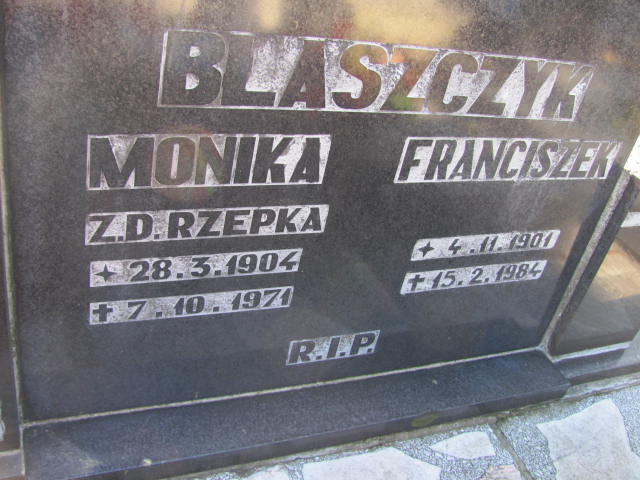 BLASZCZYK
MONIKA
Z.D. RZEPKA
✦ 28.3.1904
✝ 7.10.1971
FRANCISZEK
✦ 4.11.1901
✝ 15.2.1984
R.I.P.